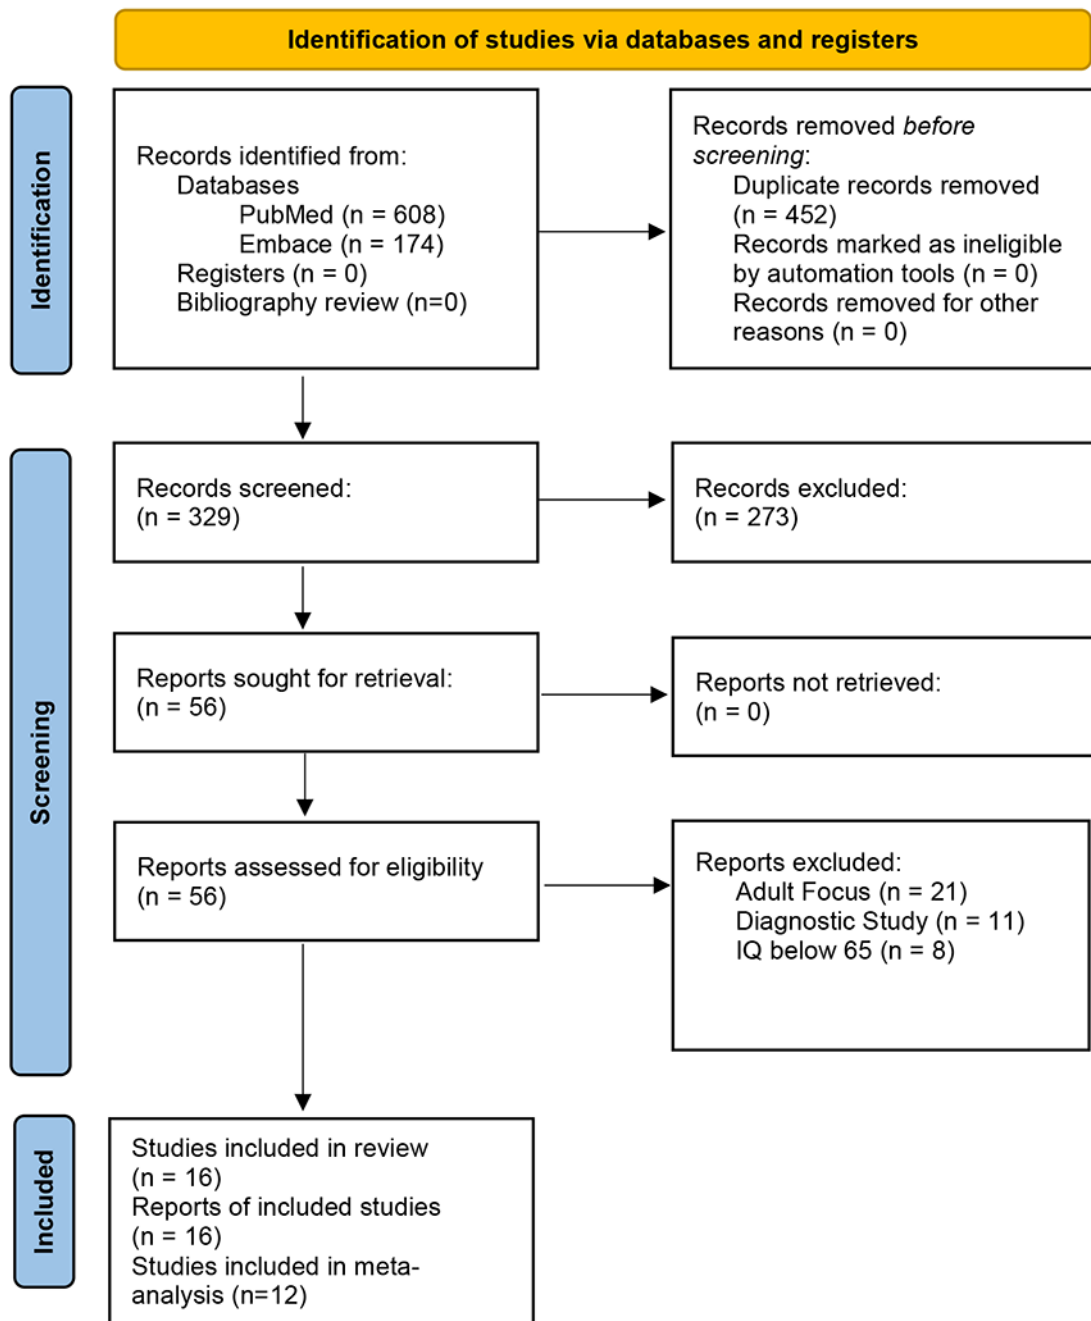 Identification of studies via databases and registers
Identification
Records identified from:
Databases
PubMed (n = 608)
Embace (n = 174)
Registers (n = 0)
Bibliography review (n=0)
Records removed before
screening:
Duplicate records removed
(n = 452)
Records marked as ineligible
by automation tools (n = 0)
Records removed for other
reasons (n = 0)
Screening
Records screened:
(n = 329)
Records excluded:
(n = 273)
Reports sought for retrieval:
(n = 56)
Reports not retrieved:
(n = 0)
Reports assessed for eligibility
(n = 56)
Reports excluded:
Adult Focus (n = 21)
Diagnostic Study (n = 11)
IQ below 65 (n = 8)
Included
Studies included in review
(n = 16)
Reports of included studies
(n = 16)
Studies included in meta-
analysis (n=12)